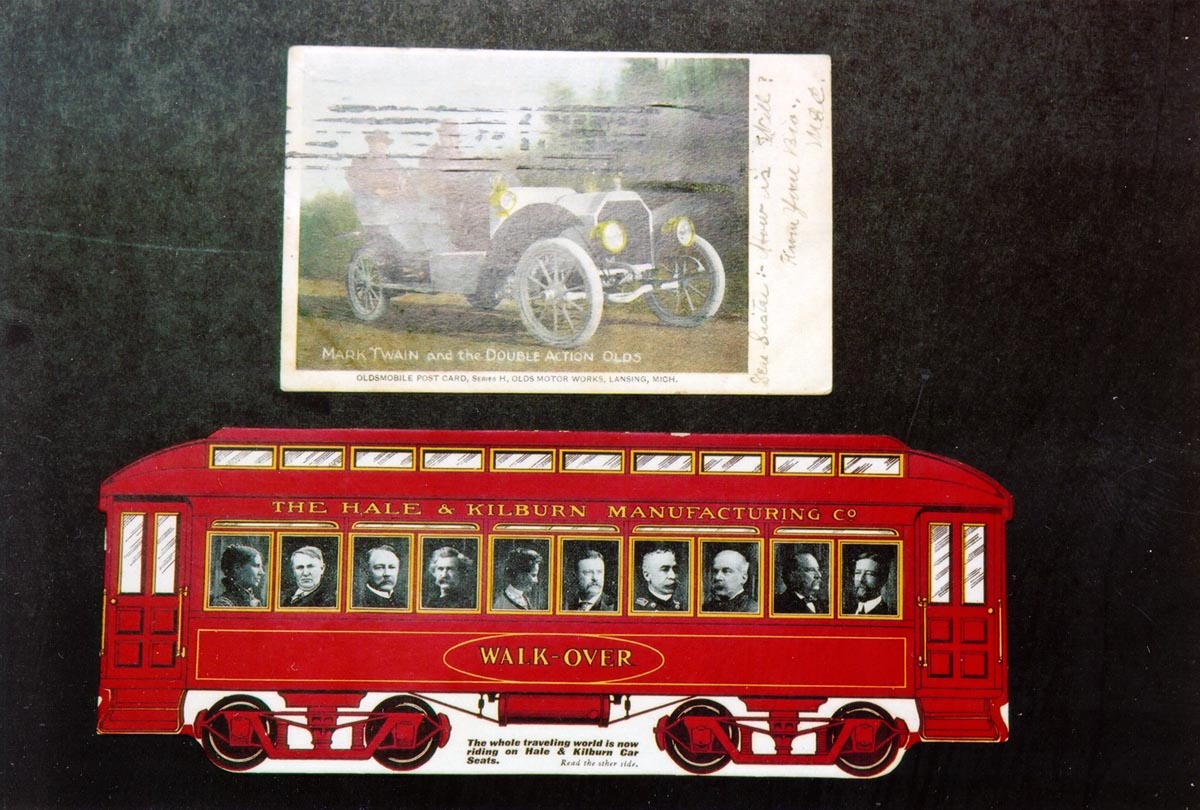 MARK TWAIN and the DOUBLE ACTION OLDS
OLDSMOBILE POST CARD, SERIES H, OLDS MOTOR WORKS, LANSING, MICH.
Dear Sister:- How is Will?
From Your Bro..
THE HALE & KILBURN MANUFACTURING CO
WALK-OVER
The whole traveling world is now
riding on Hale & Kilburn Car
Seats. Read the other side.